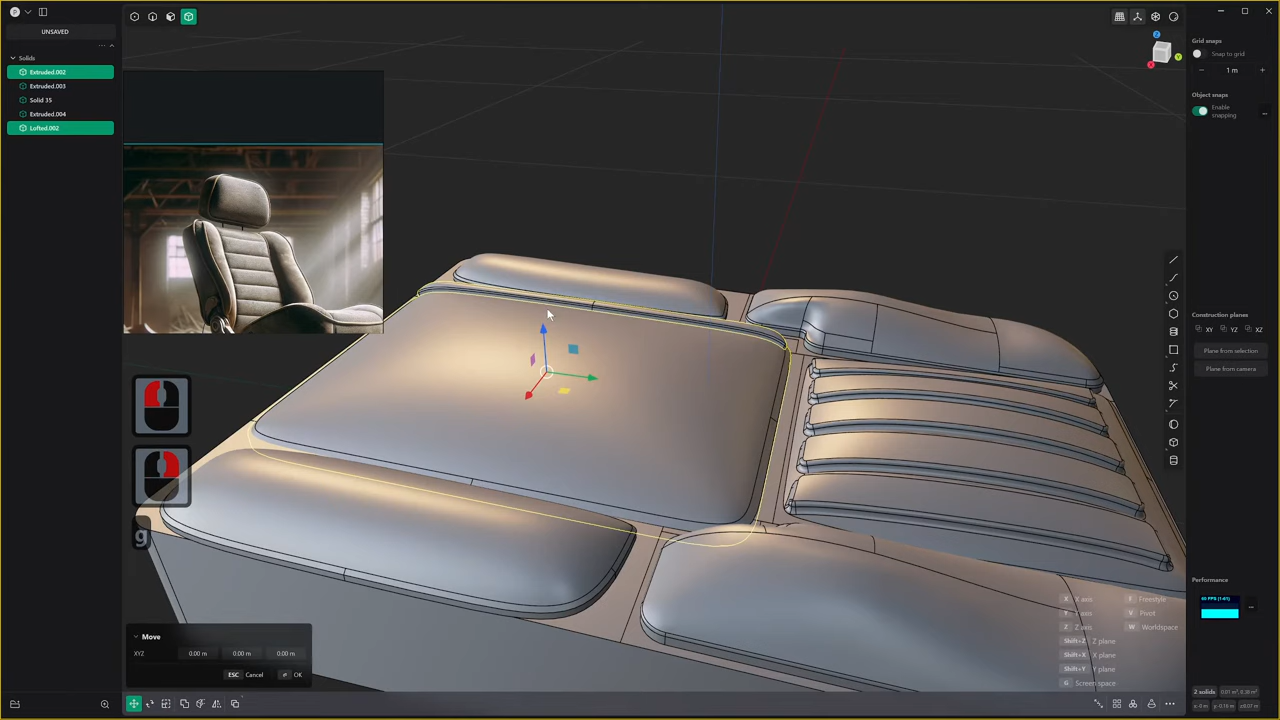 UNSAVED
Solids
Extruded.002
Extruded.003
Solid 35
Extruded.004
Lofted.002
Z
Y
X
Grid snaps
Snap to grid
1 m
Object snaps
Enable
snapping
Construction planes
XY YZ XZ
Plane from selection
Plane from camera
Performance
g
Move
XYZ 0.00 m 0.00 m 0.00 m
ESC Cancel OK
X X axis F Freestyle
Y Y axis V Pivot
Z Z axis W Worldspace
Shift+Z Z plane
Shift+X X plane
Shift+Y Y plane
G Screen space
2 solids